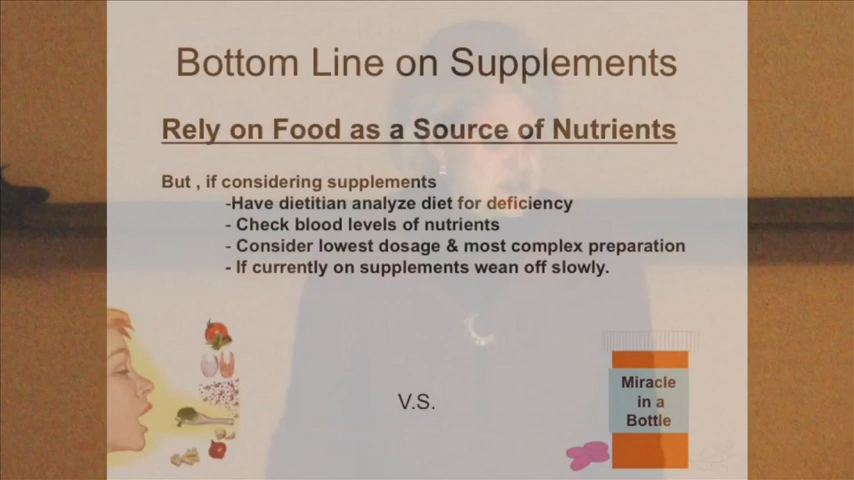 Bottom Line on Supplements
Rely on Food as a Source of Nutrients
But , if considering supplements
-Have dietitian analyze diet for deficiency
- Check blood levels of nutrients
- Consider lowest dosage & most complex preparation
- If currently on supplements wean off slowly.
V.S.
Miracle
in a
Bottle